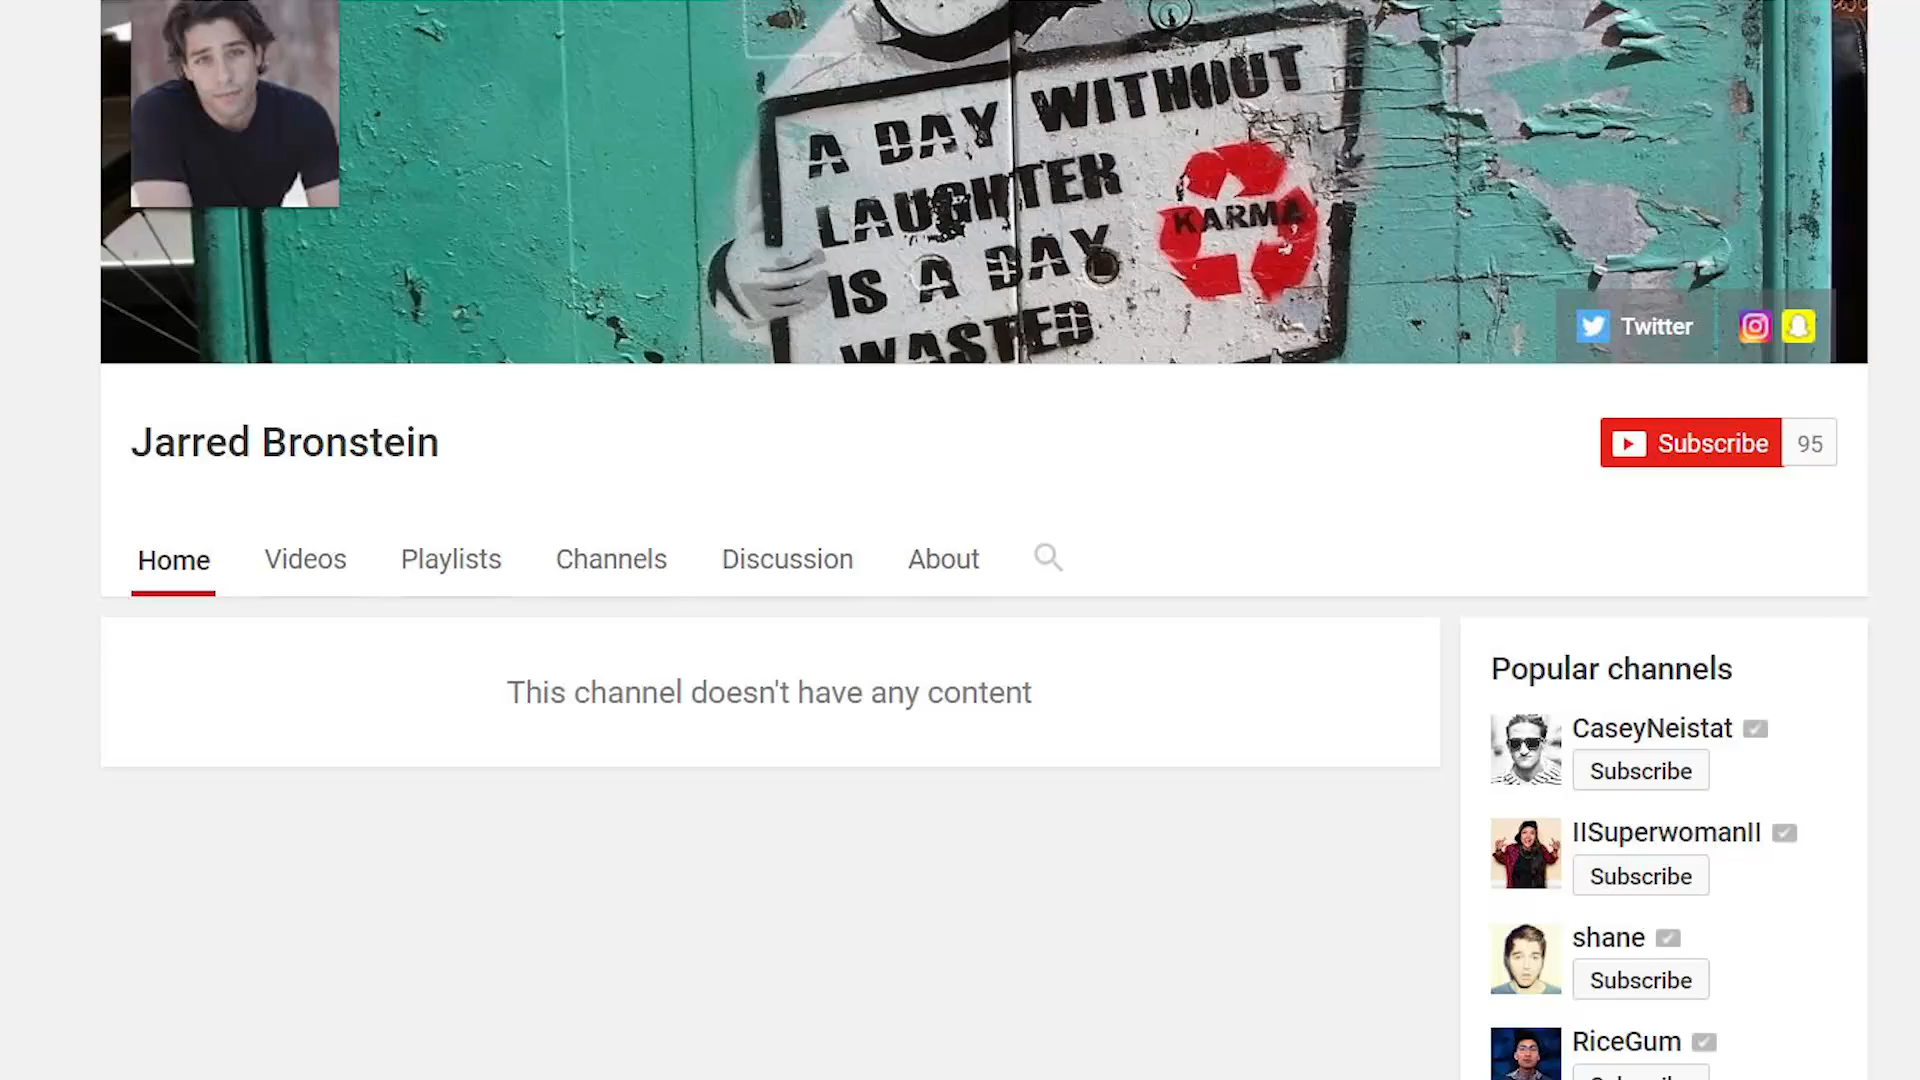 A DAY WITHOUT
LAUGHTER
IS A DAY
WASTED
KARMA
Twitter
Jarred Bronstein
Subscribe 95
Home Videos Playlists Channels Discussion About
This channel doesn't have any content
Popular channels
CaseyNeistat
Subscribe
IISuperwomanII
Subscribe
shane
Subscribe
RiceGum
Subscribe